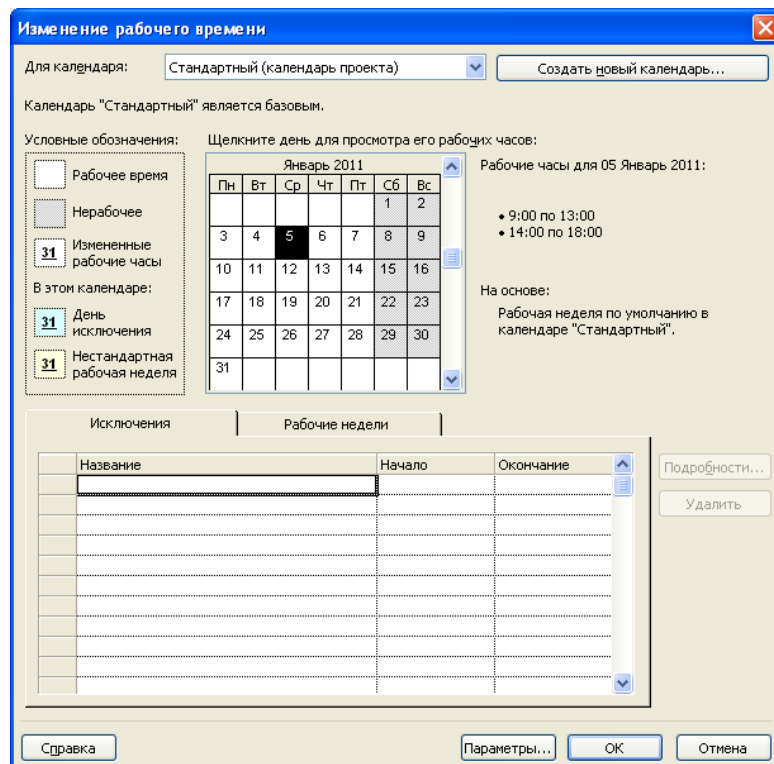 Изменение рабочего времени
Для календаря: Стандартный (календарь проекта) Создать новый календарь...
Календарь "Стандартный" является базовым.
Условные обозначения: Щелкните день для просмотра его рабочих часов:
Рабочее время
Нерабочее
31 Измененные
рабочие часы
В этом календаре:
31 День
исключения
31 Нестандартная
рабочая неделя
Январь 2011
Пн Вт Ср Чт Пт Сб Вс
1 2
3 4 5 6 7 8 9
10 11 12 13 14 15 16
17 18 19 20 21 22 23
24 25 26 27 28 29 30
31
Рабочие часы для 05 Январь 2011:
• 9:00 по 13:00
• 14:00 по 18:00
На основе:
Рабочая неделя по умолчанию в
календаре "Стандартный".
Исключения Рабочие недели
Название Начало Окончание
Подробности...
Удалить
Справка Параметры... ОК Отмена